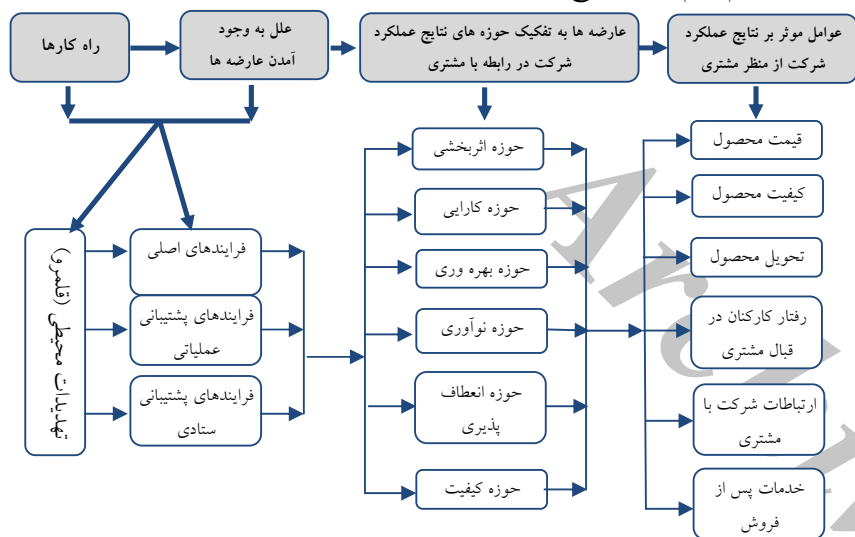 عوامل موثر بر نتایج عملکرد
شرکت از منظر مشتری
عارضه ها به تفکیک حوزه های نتایج عملکرد
شرکت در رابطه با مشتری
علل به وجود
آمدن عارضه ها
راه کارها
قیمت محصول
کیفیت محصول
تحویل محصول
رفتار کارکنان در
قبال مشتری
ارتباطات شرکت با
مشتری
خدمات پس از
فروش
حوزه اثربخشی
حوزه کارایی
حوزه بهره وری
حوزه نوآوری
حوزه انعطاف
پذیری
حوزه کیفیت
فرایندهای اصلی
فرایندهای پشتیبانی
عملیاتی
فرایندهای پشتیبانی
ستادی
تهدیدات محیطی (قلمرو)